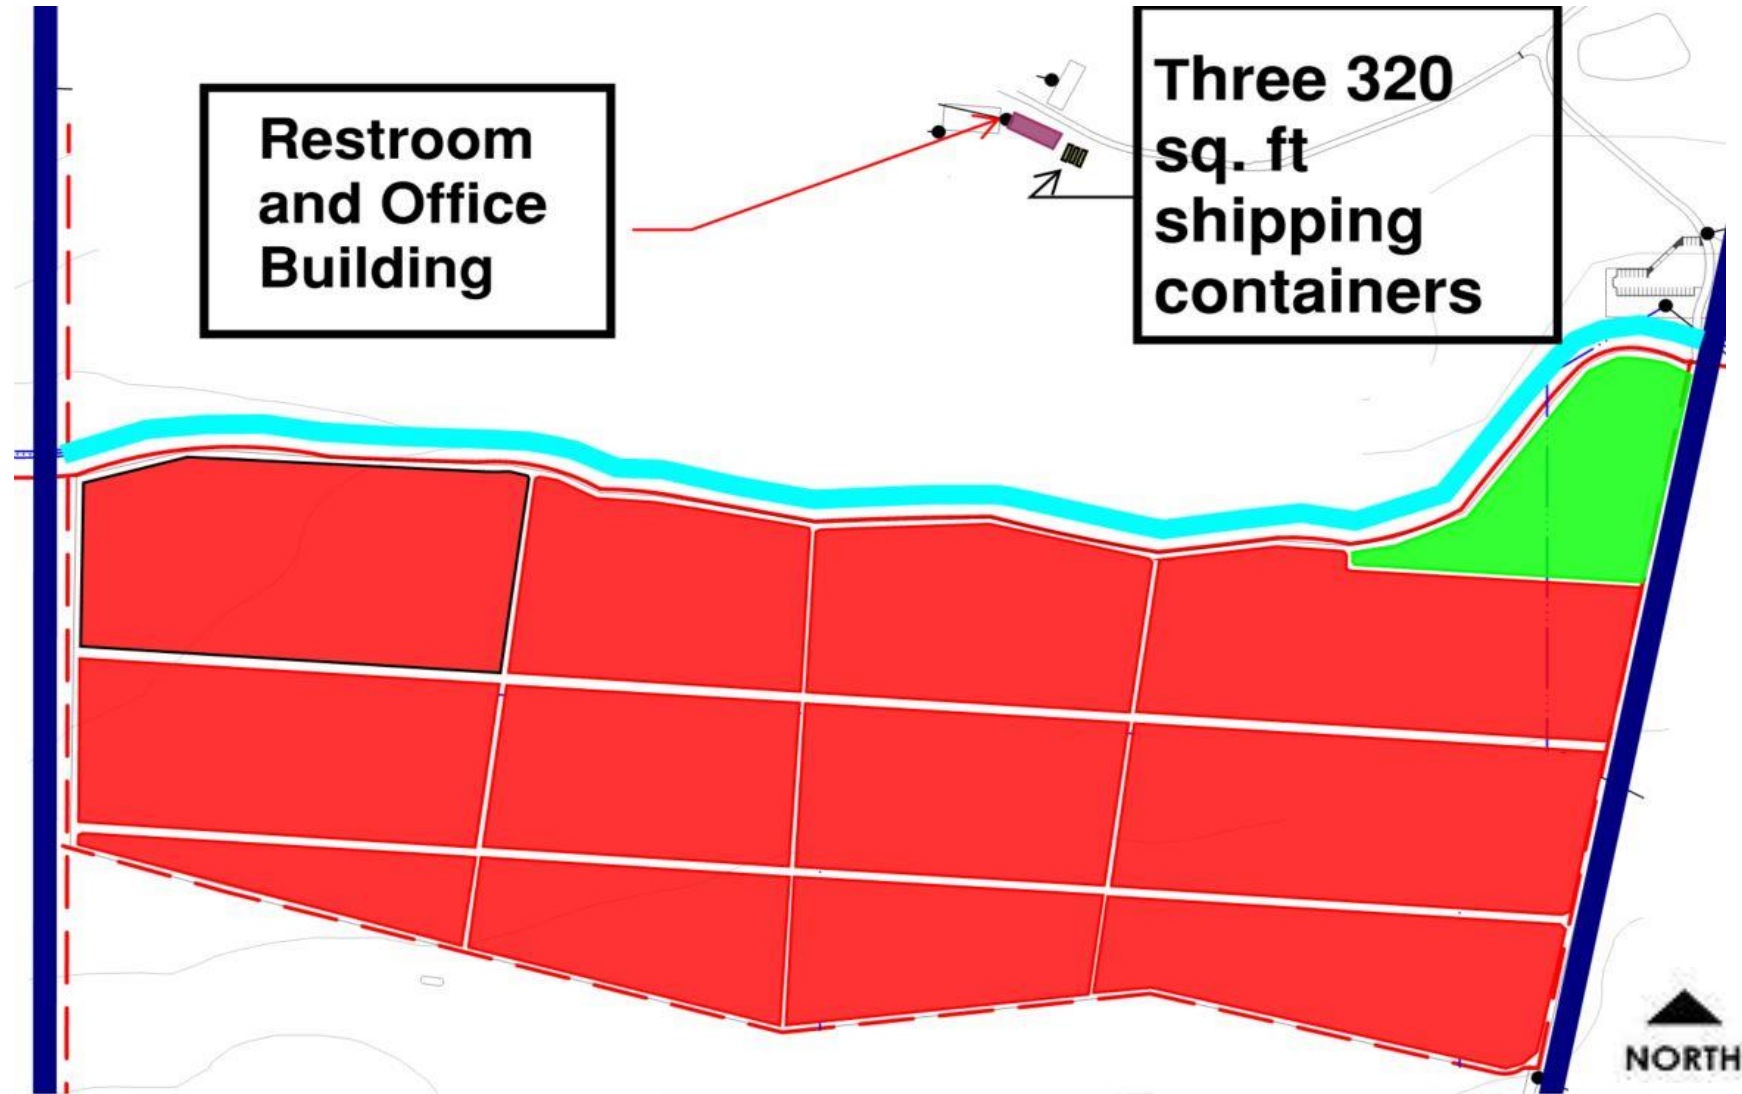 Restroom
and Office
Building
Three 320
sq. ft
shipping
containers
NORTH